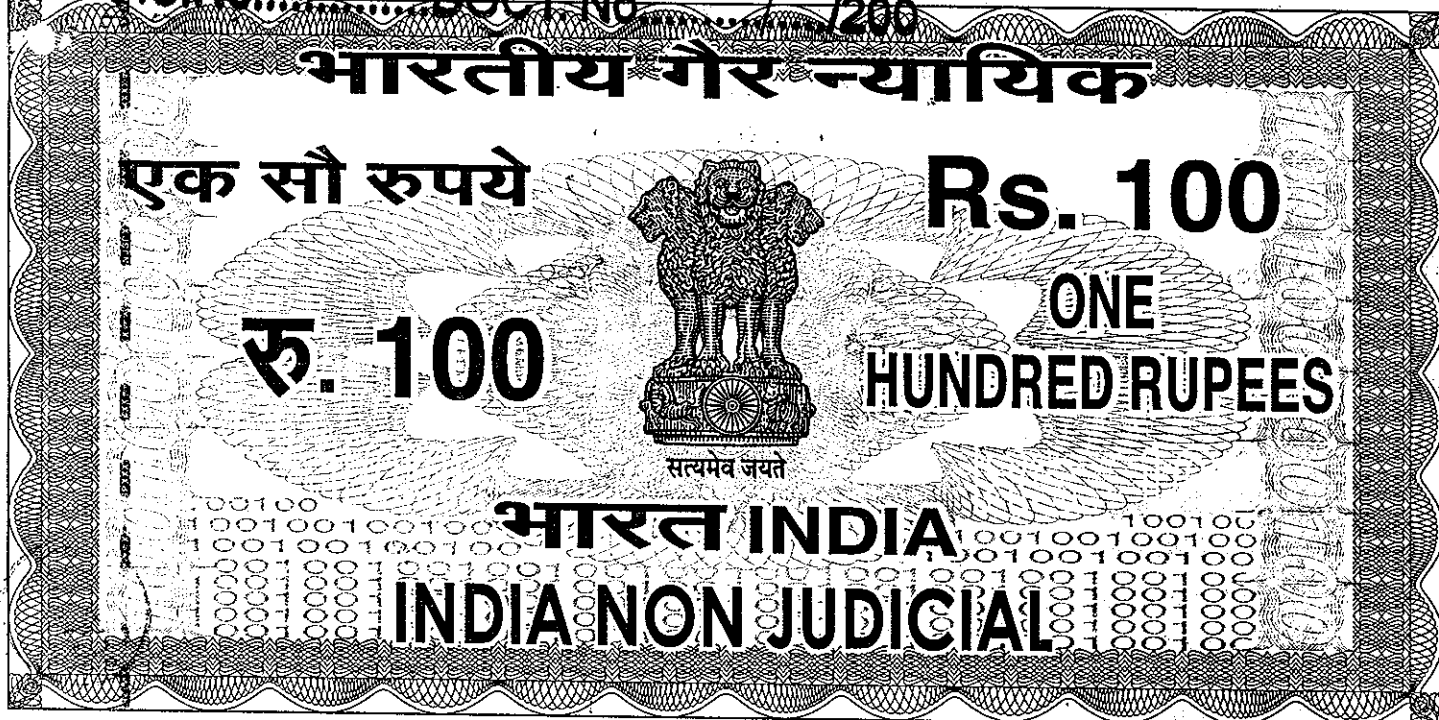 DOCT. No............/....../200
भारतीय गैर न्यायिक
एक सौ रुपये
Rs. 100
रु. 100
ONE
HUNDRED RUPEES
सत्यमेव जयते
भारत INDIA
INDIA NON JUDICIAL